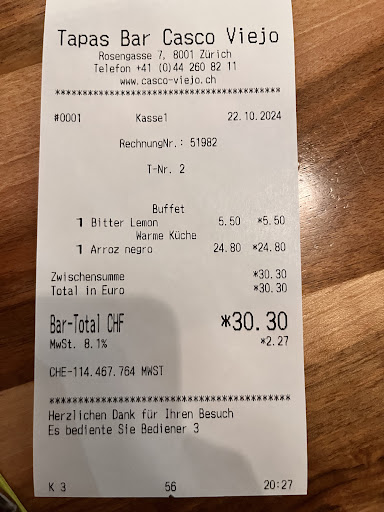 Tapas Bar Casco Viejo
Rosengasse 7, 8001 Zürich
Telefon +41 (0)44 260 82 11
www.casco-viejo.ch
******************************************
#0001 Kasse1 22.10.2024
RechnungNr.: 51982
T-Nr. 2
Buffet
1 Bitter Lemon 5.50 *5.50
Warme Küche
1 Arroz negro 24.80 *24.80
Zwischensumme *30.30
Total in Euro *30.30
Bar-Total CHF *30.30
MwSt. 8.1% *2.27
CHE-114.467.764 MWST
******************************************
Herzlichen Dank für Ihren Besuch
Es bediente Sie Bediener 3
K 3 56 20:27